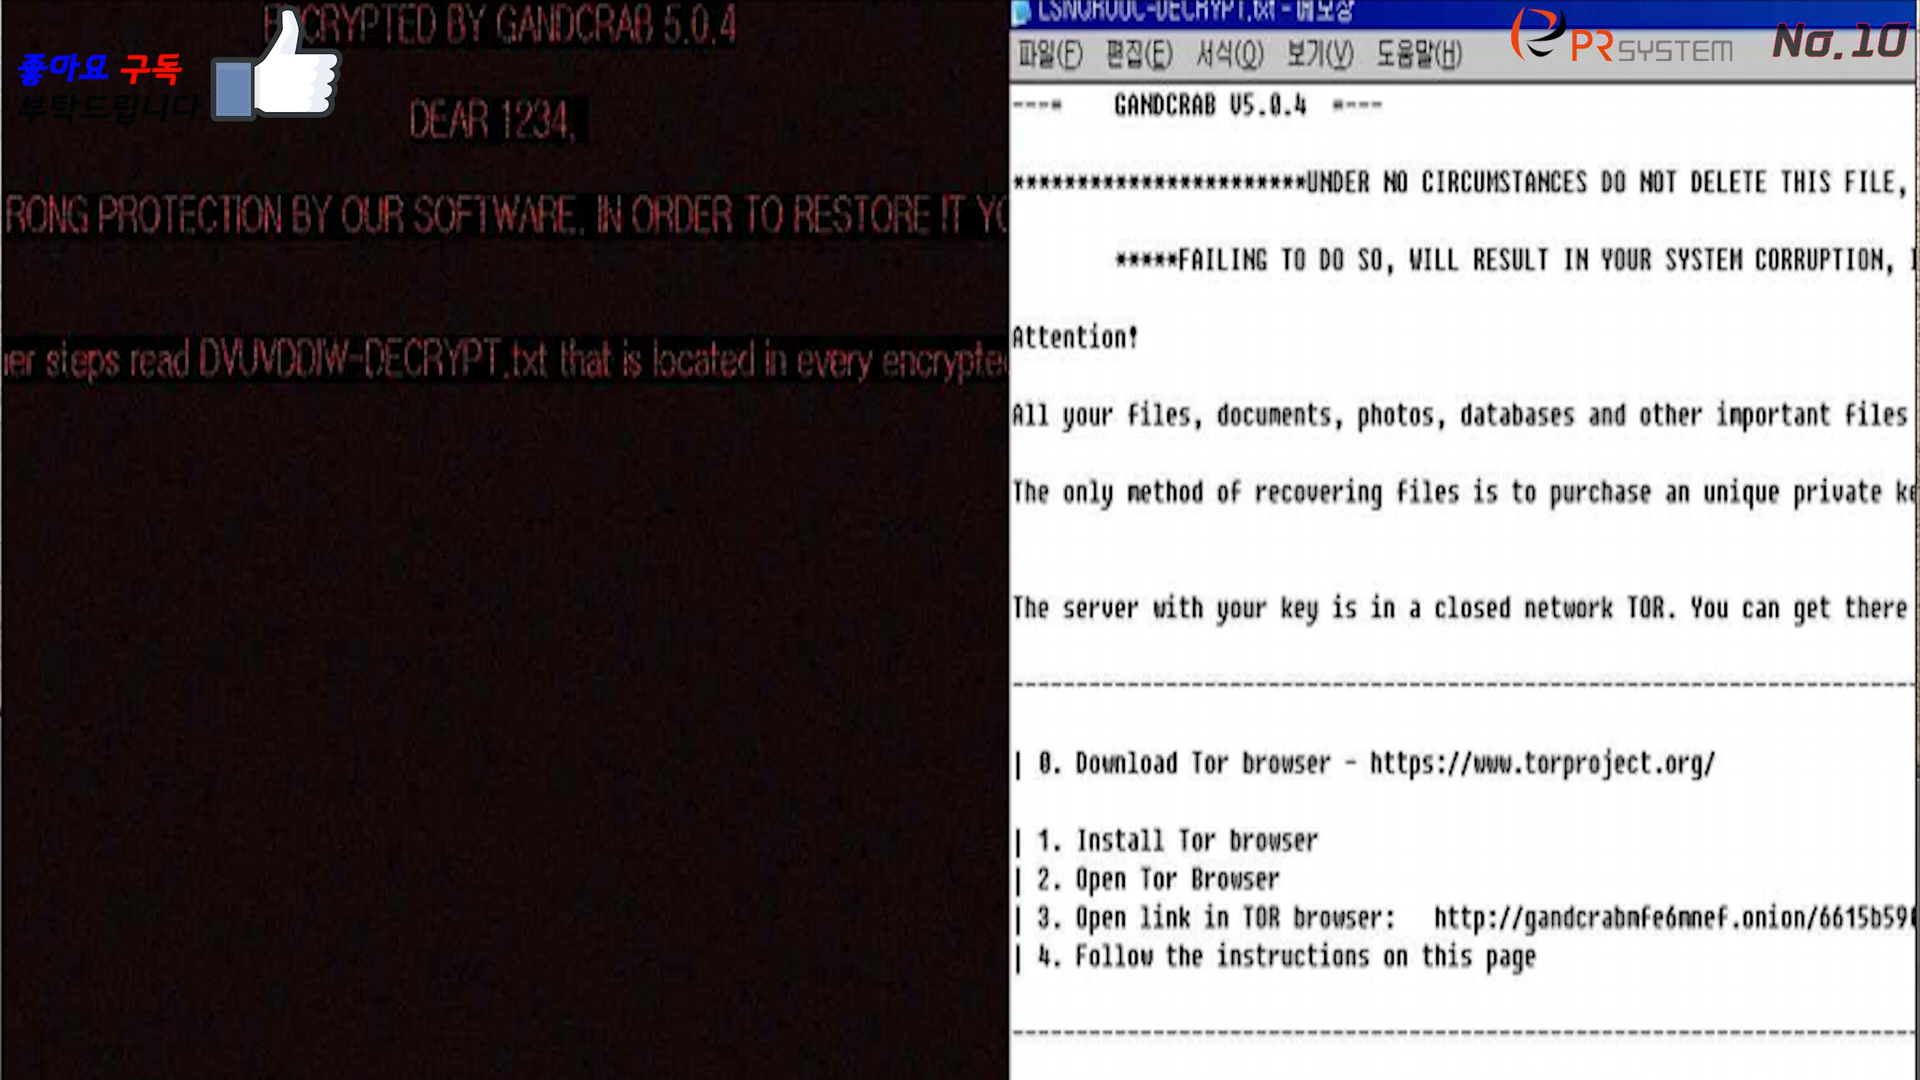 ENCRYPTED BY GANDCRAB 5.0.4
좋아요 구독
부탁드립니다
DEAR 1234,
RONG PROTECTION BY OUR SOFTWARE. IN ORDER TO RESTORE IT YO
er steps read DVUVDDIW-DECRYPT.txt that is located in every encrypted
-DECRYPT.txt - 메모장
파일(F) 편집(E) 서식(O) 보기(V) 도움말(H)
PRSYSTEM
No.10
---= GANDCRAB V5.0.4 =---
***********************UNDER NO CIRCUMSTANCES DO NOT DELETE THIS FILE,
*****FAILING TO DO SO, WILL RESULT IN YOUR SYSTEM CORRUPTION, I
Attention!
All your files, documents, photos, databases and other important files
The only method of recovering files is to purchase an unique private ke
The server with your key is in a closed network TOR. You can get there
-----------------------------------------------------------------------
| 0. Download Tor browser - https://www.torproject.org/
| 1. Install Tor browser
| 2. Open Tor Browser
| 3. Open link in TOR browser: http://gandcrabmfe6mnef.onion/6615b59
| 4. Follow the instructions on this page
-----------------------------------------------------------------------